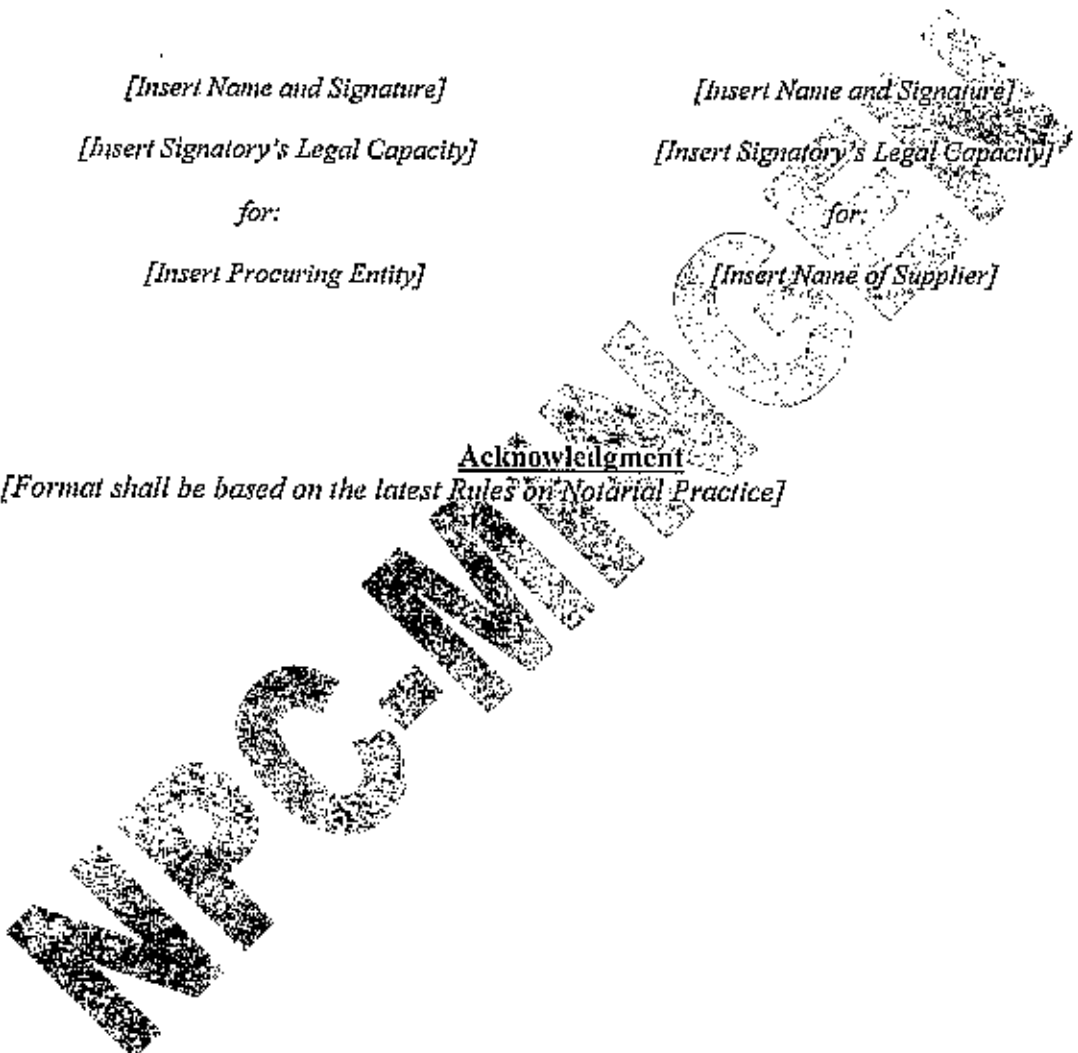 [Insert Name and Signature] [Insert Name and Signature]
[Insert Signatory's Legal Capacity] [Insert Signatory's Legal Capacity]
for: for:
[Insert Procuring Entity] [Insert Name of Supplier]
Acknowledgment
[Format shall be based on the latest Rules on Notarial Practice]
NPC-MINGEN